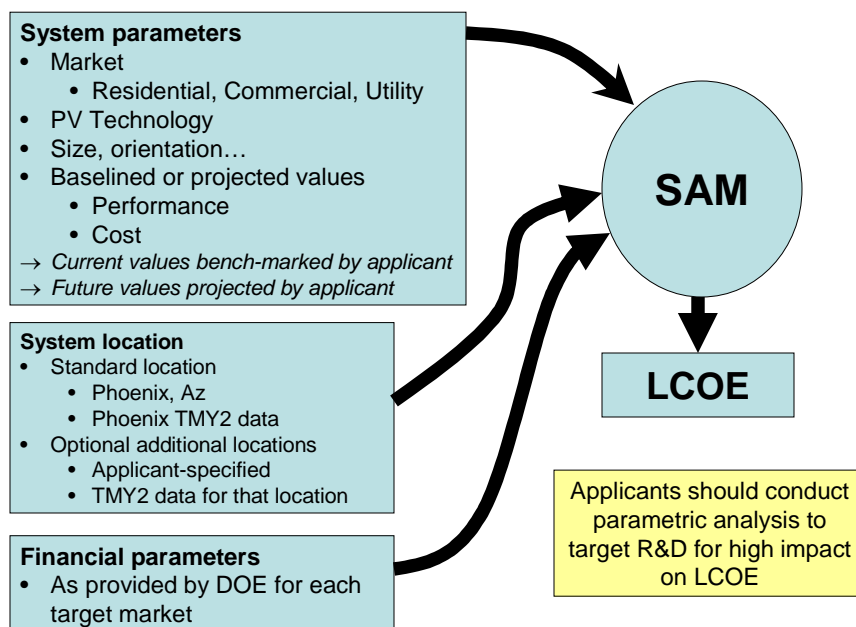 System parameters
• Market
• Residential, Commercial, Utility
• PV Technology
• Size, orientation…
• Baselined or projected values
• Performance
• Cost
→ Current values bench-marked by applicant
→ Future values projected by applicant
System location
• Standard location
• Phoenix, Az
• Phoenix TMY2 data
• Optional additional locations
• Applicant-specified
• TMY2 data for that location
Financial parameters
• As provided by DOE for each
target market
SAM
LCOE
Applicants should conduct
parametric analysis to
target R&D for high impact
on LCOE